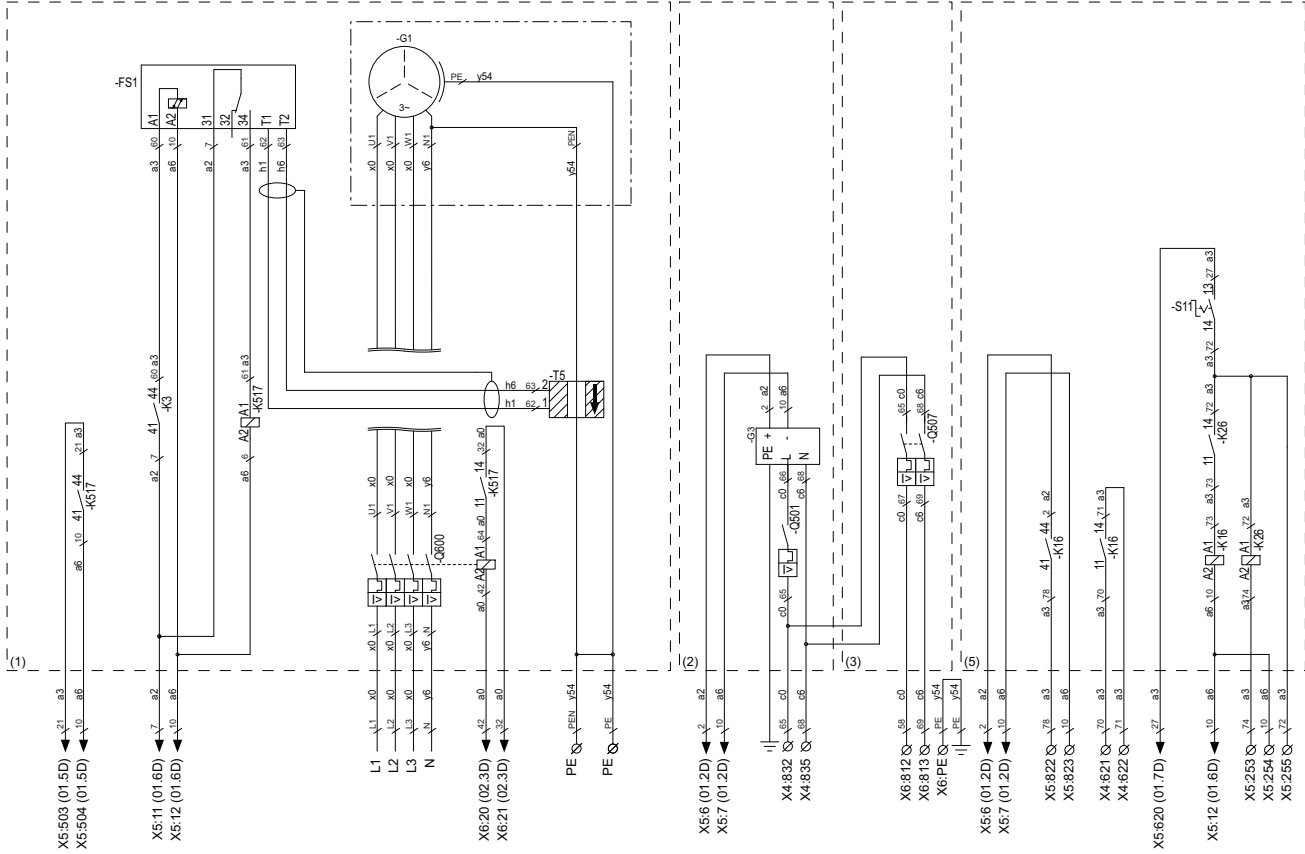 -FS1
A1
A2
31
32
34
T1
T2
60
10
7
61
62
63
a3
a6
a2
a3
h1
h6
-G1
3~
PE
y54
U1
V1
W1
N1
x0
x0
x0
y6
PEN
y54
60 a3
44
-K3
41
7
a2
61 a3
A1
-K517
A2
6
a6
21 a3
44
-K517
41
10
a6
-T5
h6 63 2
h1 62 1
x0
x0
x0
y6
U1
V1
W1
N1
-Q600
I>
I>
I>
I>
L1
L2
L3
N
x0
x0
x0
y6
32 a0
14
-K517
11
64 a0
A1
A2
42
a0
(1)
a3
a6
a2
a6
x0
x0
x0
y6
a0
a0
y54
y54
21
10
7
10
L1
L2
L3
N
42
32
PEN
PE
X5:503 (01.5D)
X5:504 (01.5D)
X5:11 (01.6D)
X5:12 (01.6D)
L1
L2
L3
N
X6:20 (02.3D)
X6:21 (02.3D)
PE
PE
2 a2
10 a6
-G3
PE
+
-
L
N
c0 66
c6 68
-Q501
I>
65
c0
(2)
a2
a6
c0
c6
2
10
65
68
X5:6 (01.2D)
X5:7 (01.2D)
X4:832
X4:835
65 c0
68 c6
-Q507
I>
I>
c0 67
c6 69
(3)
c0
c6
y54
y54
58
69
PE
PE
X6:812
X6:813
X6:PE
2 a2
44
-K16
41
78
a3
71 a3
14
-K16
11
70
a3
27 a3
13
-S11
14
72
a3
72 a3
14
-K26
11
73
a3
73
A1
-K16
A2
10
a6
72 a3
A1
-K26
A2
74
a3
(5)
a2
a6
a3
a6
a3
a3
a3
a6
a3
a6
a3
2
10
78
10
70
71
27
10
74
10
72
X5:6 (01.2D)
X5:7 (01.2D)
X5:822
X5:823
X4:621
X4:622
X5:620 (01.7D)
X5:12 (01.6D)
X5:253
X5:254
X5:255